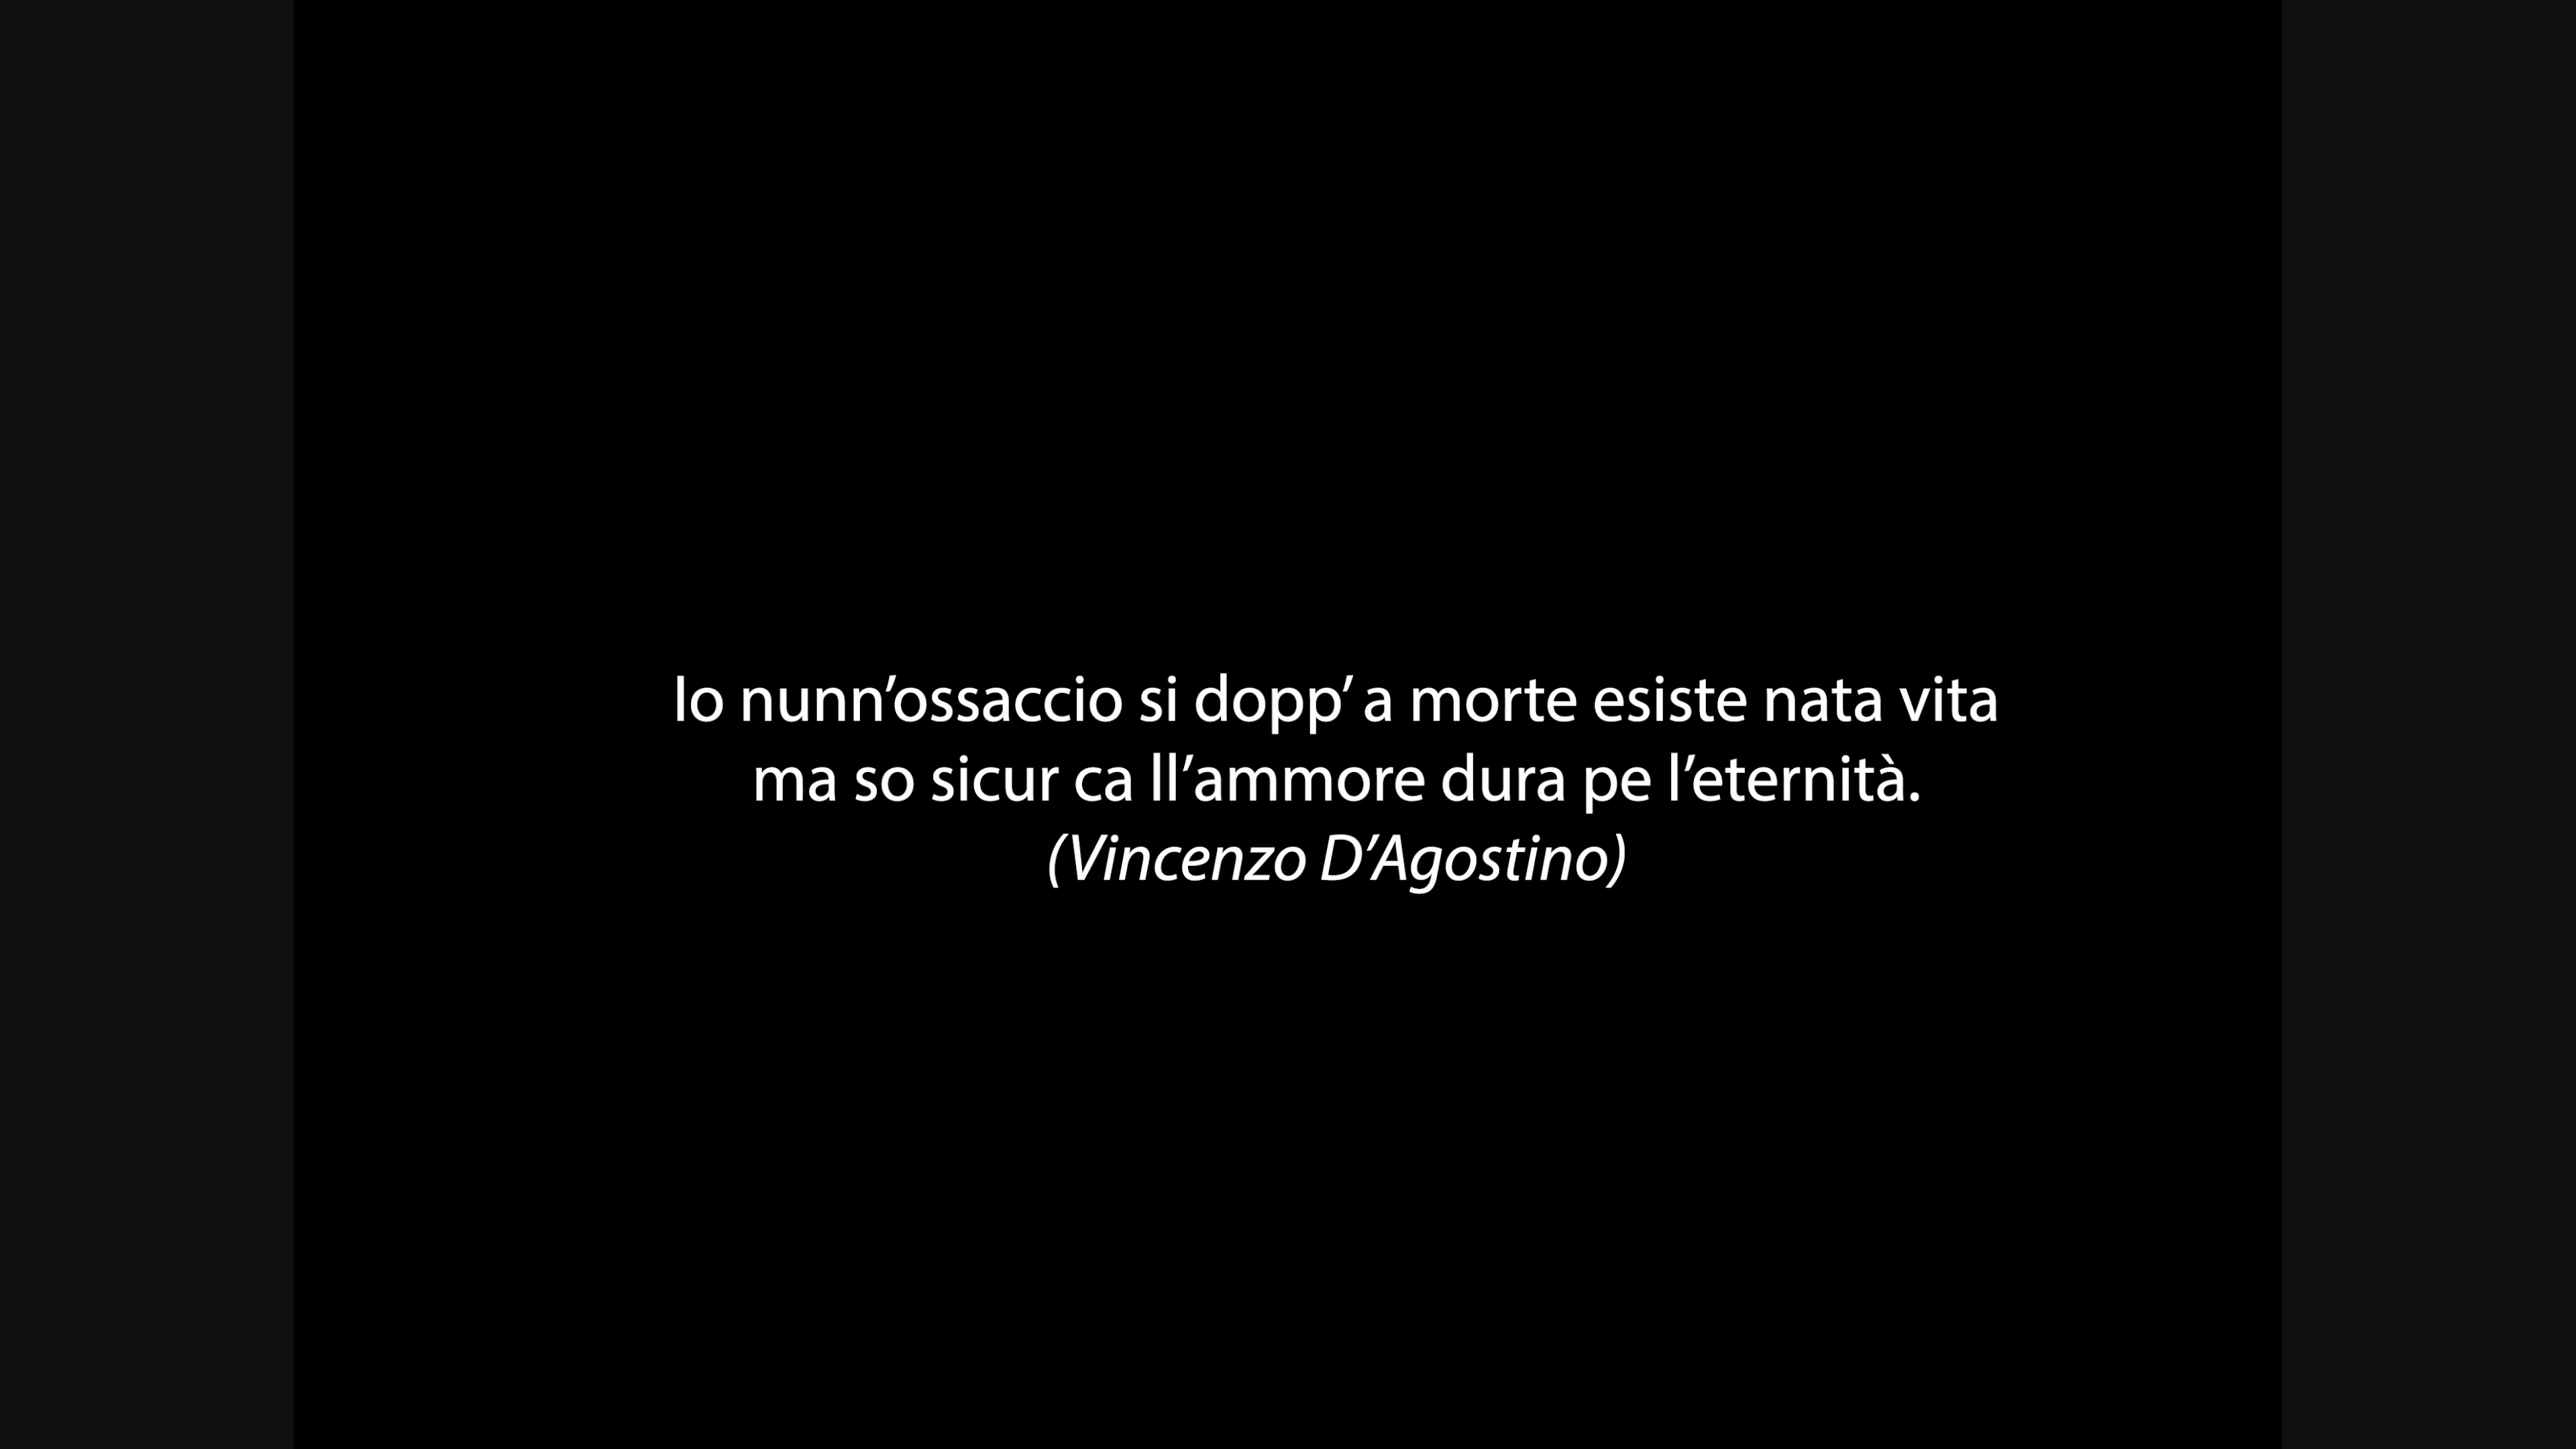 Io nunn’ossaccio si dopp’ a morte esiste nata vita
ma so sicur ca ll’ammore dura pe l’eternità.
(Vincenzo D’Agostino)